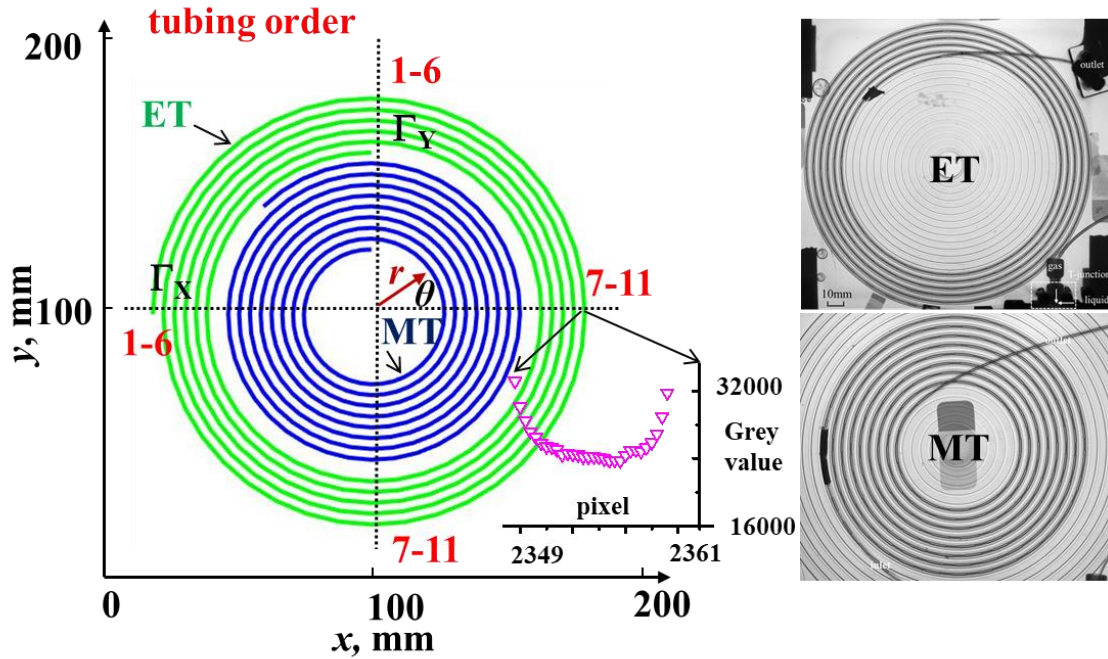 tubing order
200
1-6
ET
Γ_Y
Γ_X
r
θ
7-11
100
MT
1-6
32000
Grey
value
pixel
16000
2349
2361
7-11
0
100
200
x, mm
y, mm
outlet
ET
gas
T-junction
liquid
10mm
outlet
MT
inlet